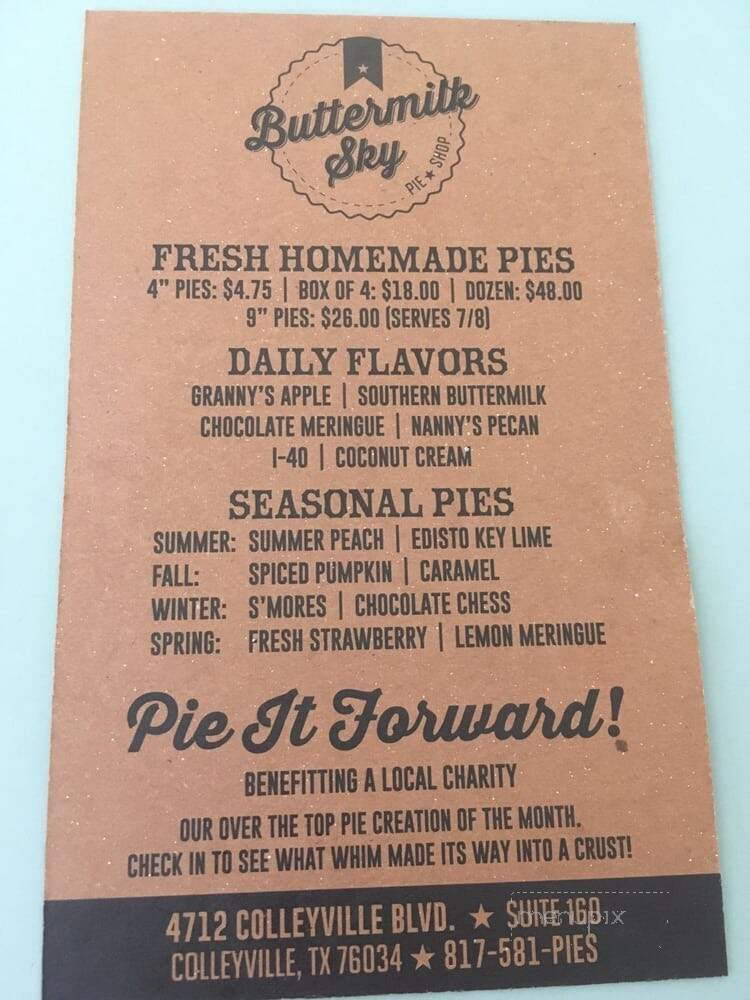 Buttermilk
Sky
PIE ★ SHOP
FRESH HOMEMADE PIES
4" PIES: $4.75 | BOX OF 4: $18.00 | DOZEN: $48.00
9" PIES: $26.00 (SERVES 7/8)
DAILY FLAVORS
GRANNY'S APPLE | SOUTHERN BUTTERMILK
CHOCOLATE MERINGUE | NANNY'S PECAN
I-40 | COCONUT CREAM
SEASONAL PIES
SUMMER: SUMMER PEACH | EDISTO KEY LIME
FALL: SPICED PUMPKIN | CARAMEL
WINTER: S'MORES | CHOCOLATE CHESS
SPRING: FRESH STRAWBERRY | LEMON MERINGUE
Pie It Forward!
BENEFITTING A LOCAL CHARITY
OUR OVER THE TOP PIE CREATION OF THE MONTH.
CHECK IN TO SEE WHAT WHIM MADE ITS WAY INTO A CRUST!
4712 COLLEYVILLE BLVD. ★ SUITE 160
menupix
COLLEYVILLE, TX 76034 ★ 817-581-PIES